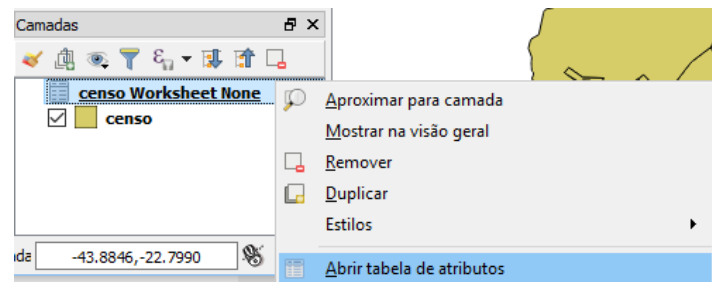 Camadas
censo Worksheet None
censo
Aproximar para camada
Mostrar na visão geral
Remover
Duplicar
Estilos
Abrir tabela de atributos
da
-43.8846,-22.7990